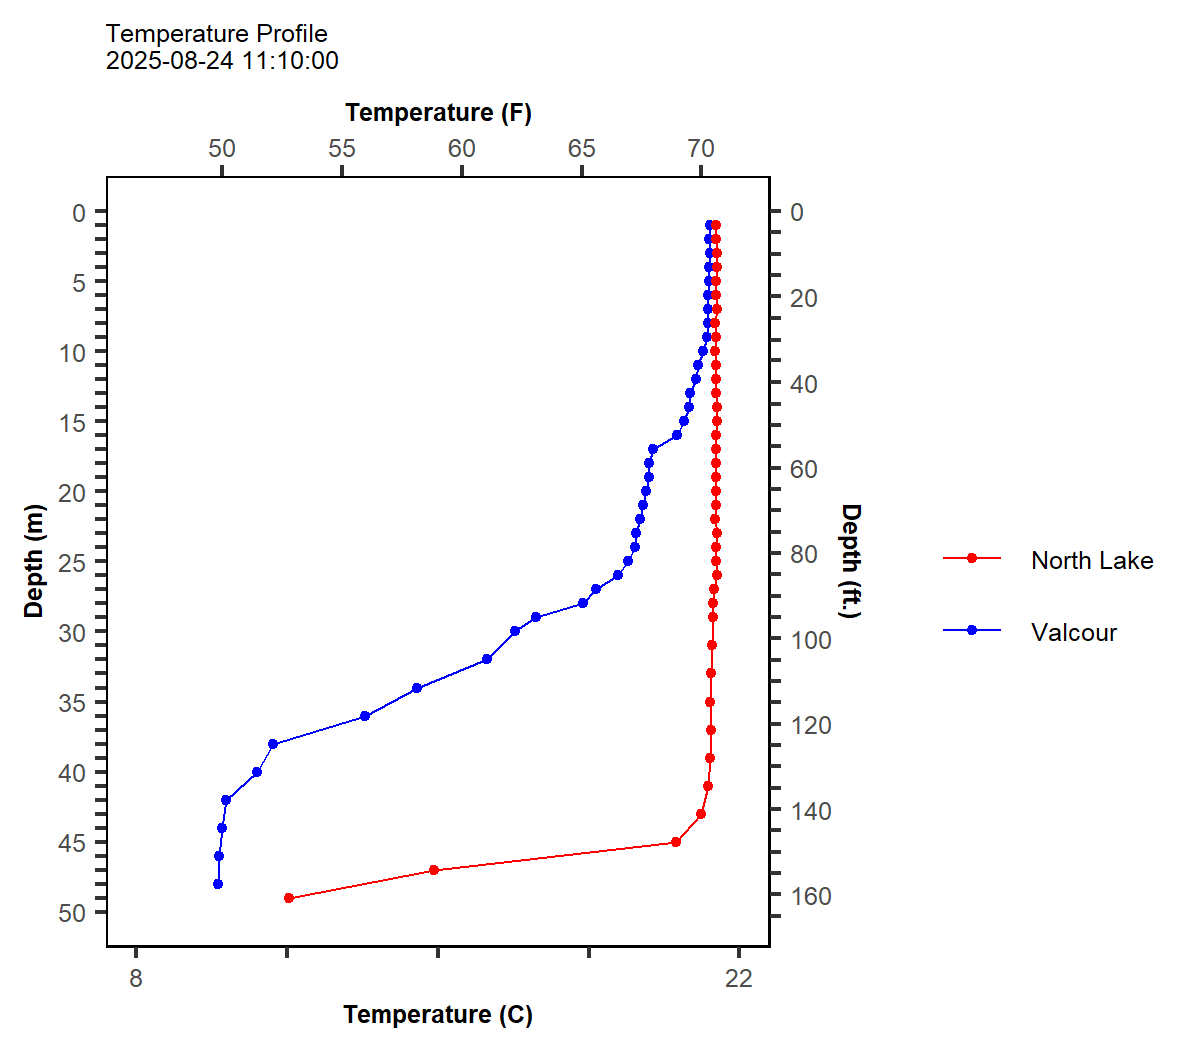 Temperature Profile
2025-08-24 11:10:00
Temperature (F)
50 55 60 65 70
0
5
10
15
20
25
30
35
40
45
50
Depth (m)
0
20
40
60
80
100
120
140
160
Depth (ft.)
North Lake
Valcour
8 22
Temperature (C)